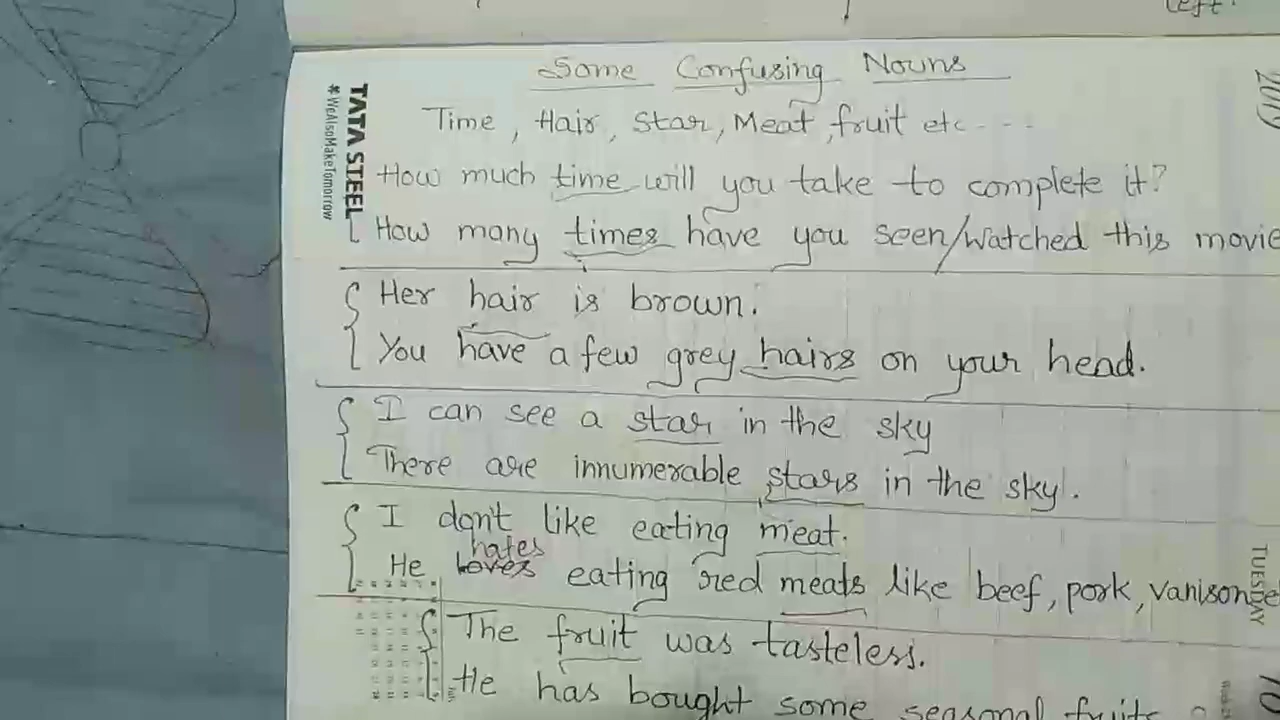 left.
Some Confusing Nouns
2019
Time, Hair, Star, Meat, fruit etc ----
TATA STEEL
#WeAlsoMakeTomorrow
How much time will you take to complete it?
How many times have you seen/watched this movie
Her hair is brown.
You have a few grey hairs on your head.
I can see a star in the sky
There are innumerable stars in the sky.
I don't like eating meat.
hates
He loves eating red meats like beef, pork, vanison
TUESDAY
The fruit was tasteless.
He has bought some seasonal fruits